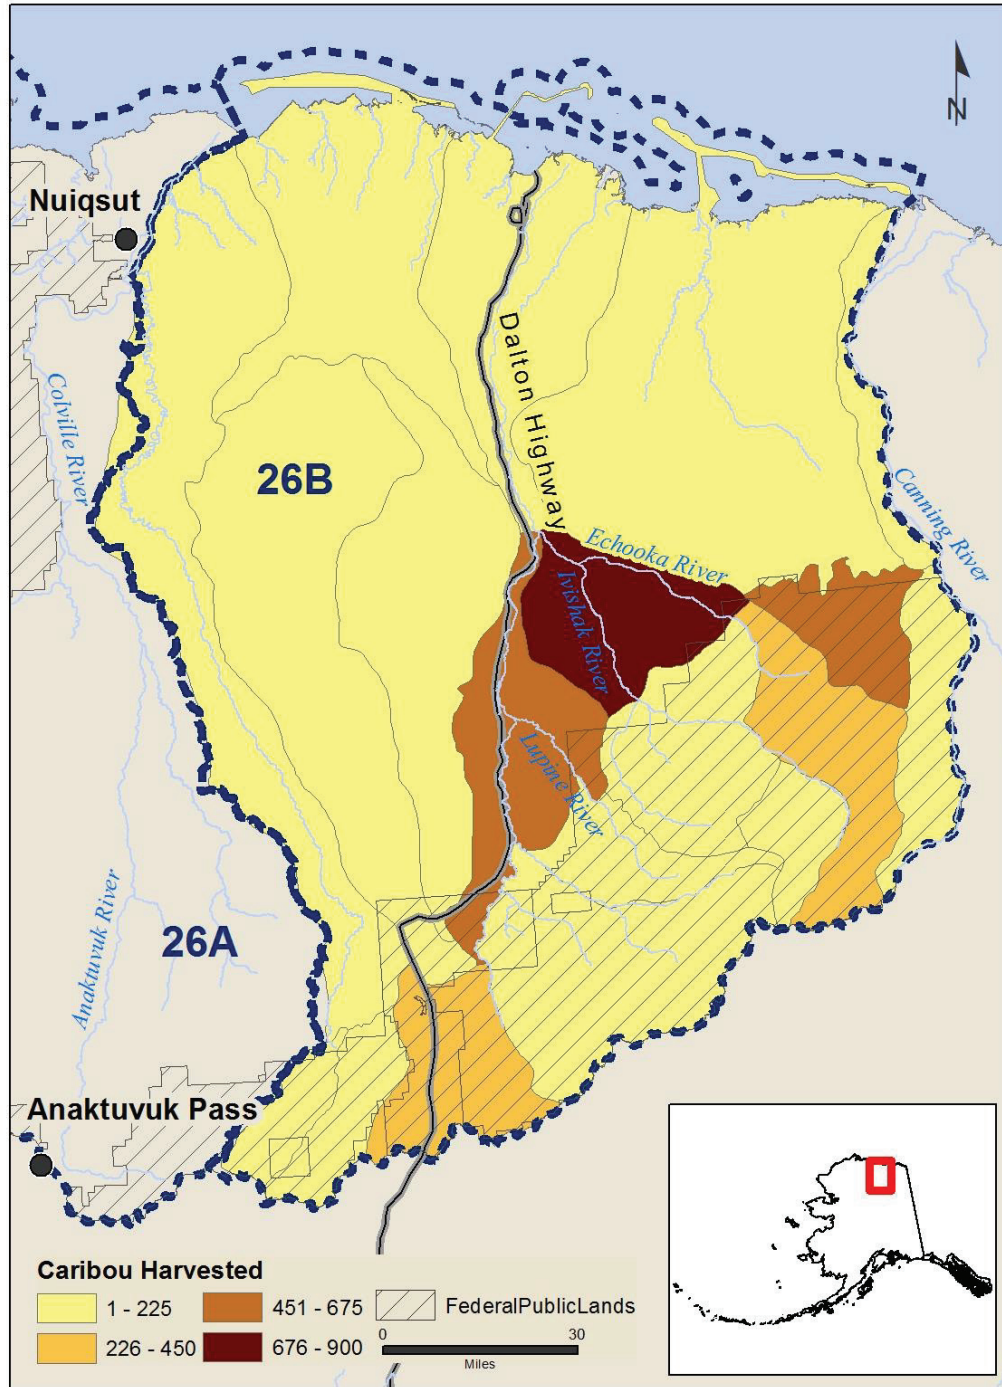 N
Nuiqsut
Dalton Highway
Colville River
26B
Canning River
Echooka River
Ivishak River
Lupine River
Anaktuvuk River
26A
Anaktuvuk Pass
Caribou Harvested
1 - 225
451 - 675
FederalPublicLands
226 - 450
676 - 900
0
30
Miles